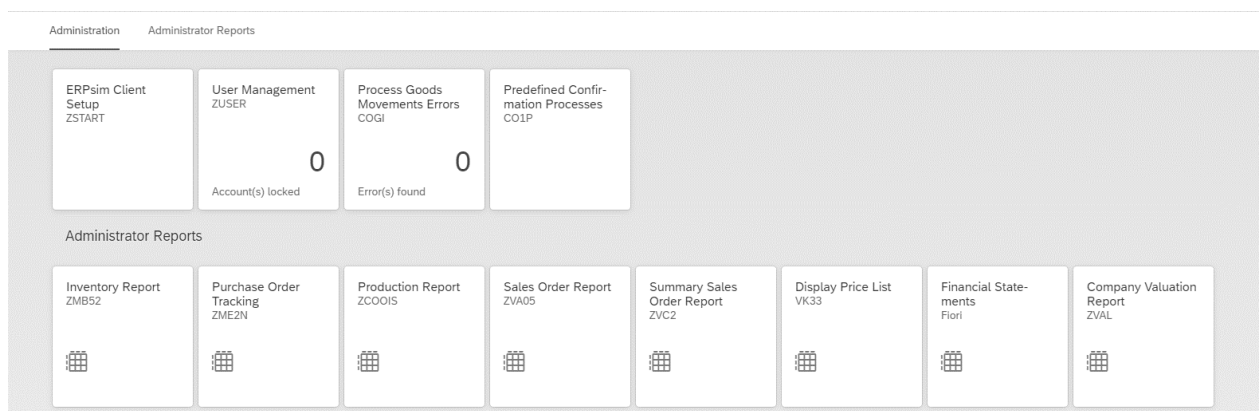 Administration Administrator Reports
ERPsim Client
Setup
ZSTART
User Management
ZUSER
0
Account(s) locked
Process Goods
Movements Errors
COGI
0
Error(s) found
Predefined Confir-
mation Processes
CO1P
Administrator Reports
Inventory Report
ZMB52
Purchase Order
Tracking
ZME2N
Production Report
ZCOOIS
Sales Order Report
ZVA05
Summary Sales
Order Report
ZVC2
Display Price List
VK33
Financial State-
ments
Fiori
Company Valuation
Report
ZVAL